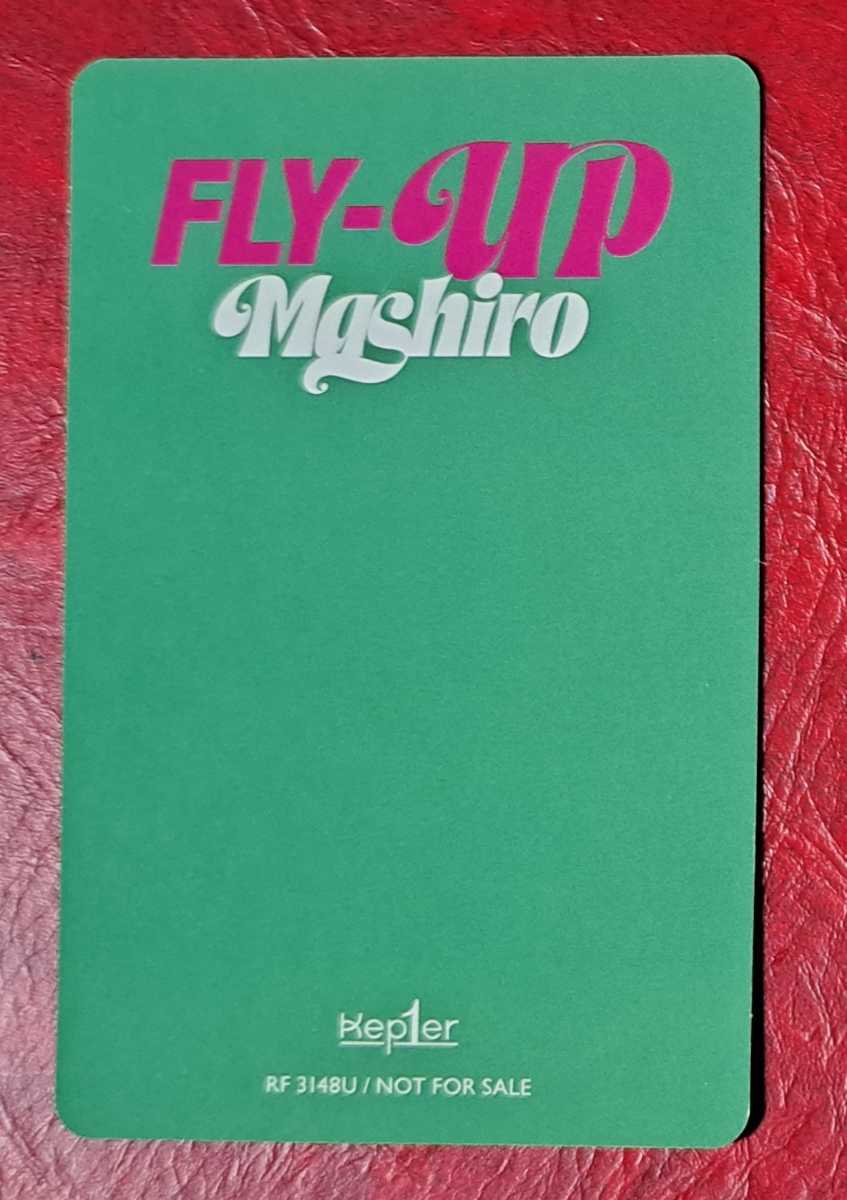 FLY-UP
Mashiro
Kep1er
RF 3148U / NOT FOR SALE